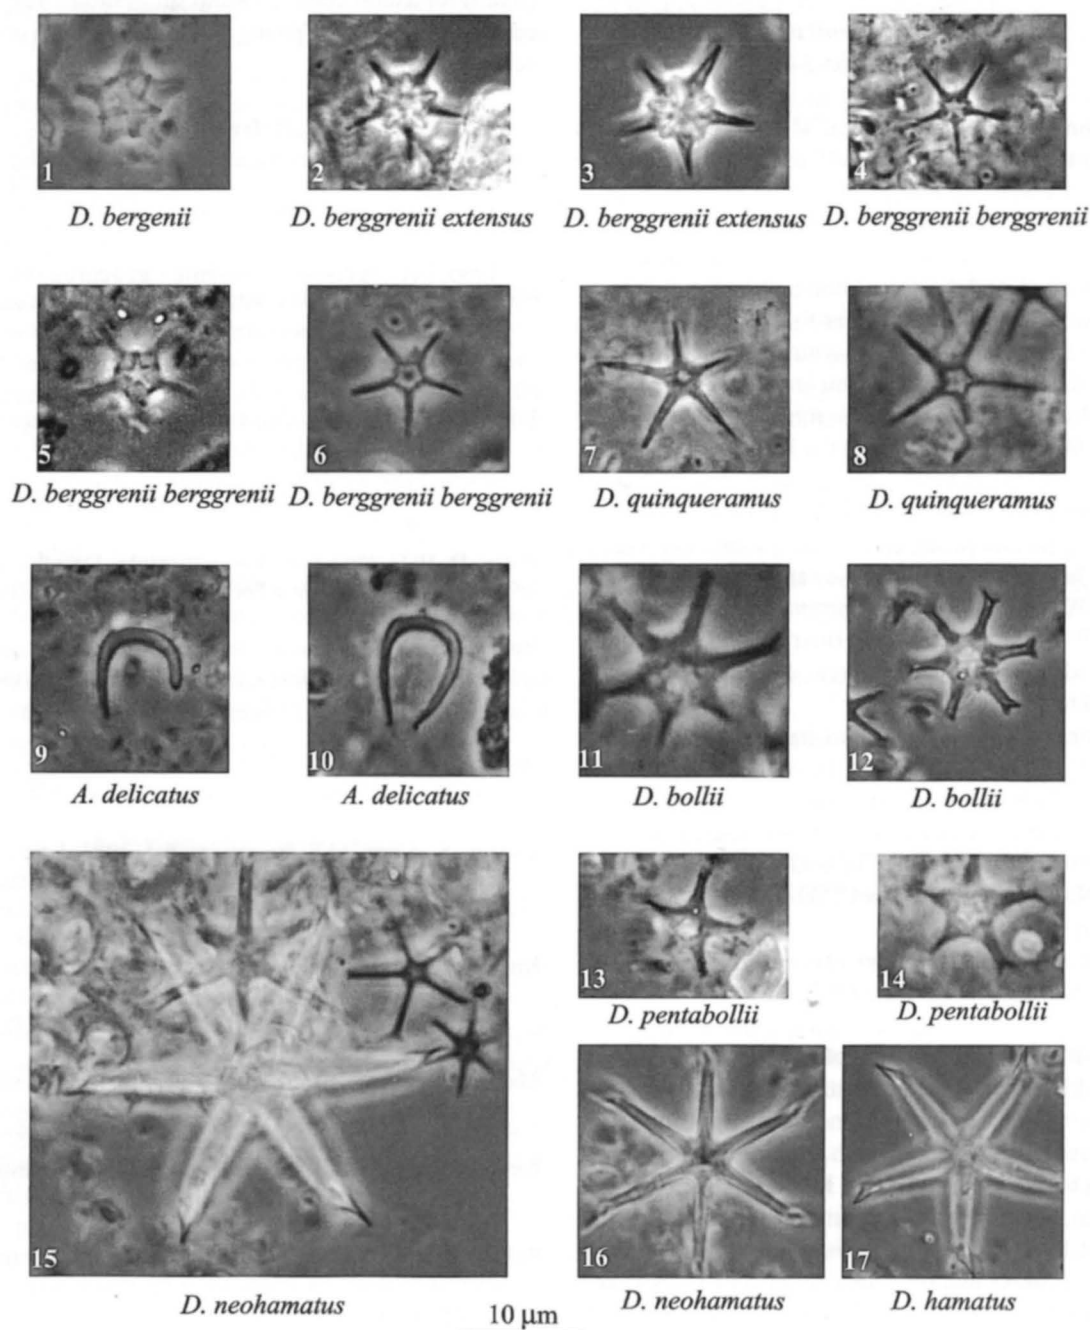 1 2 3 4
D. bergenii D. berggrenii extensus D. berggrenii extensus D. berggrenii berggrenii
5 6 7 8
D. berggrenii berggrenii D. berggrenii berggrenii D. quinqueramus D. quinqueramus
9 10 11 12
A. delicatus A. delicatus D. bollii D. bollii
13 14
D. pentabollii D. pentabollii
15 16 17
D. neohamatus D. neohamatus D. hamatus
10 µm